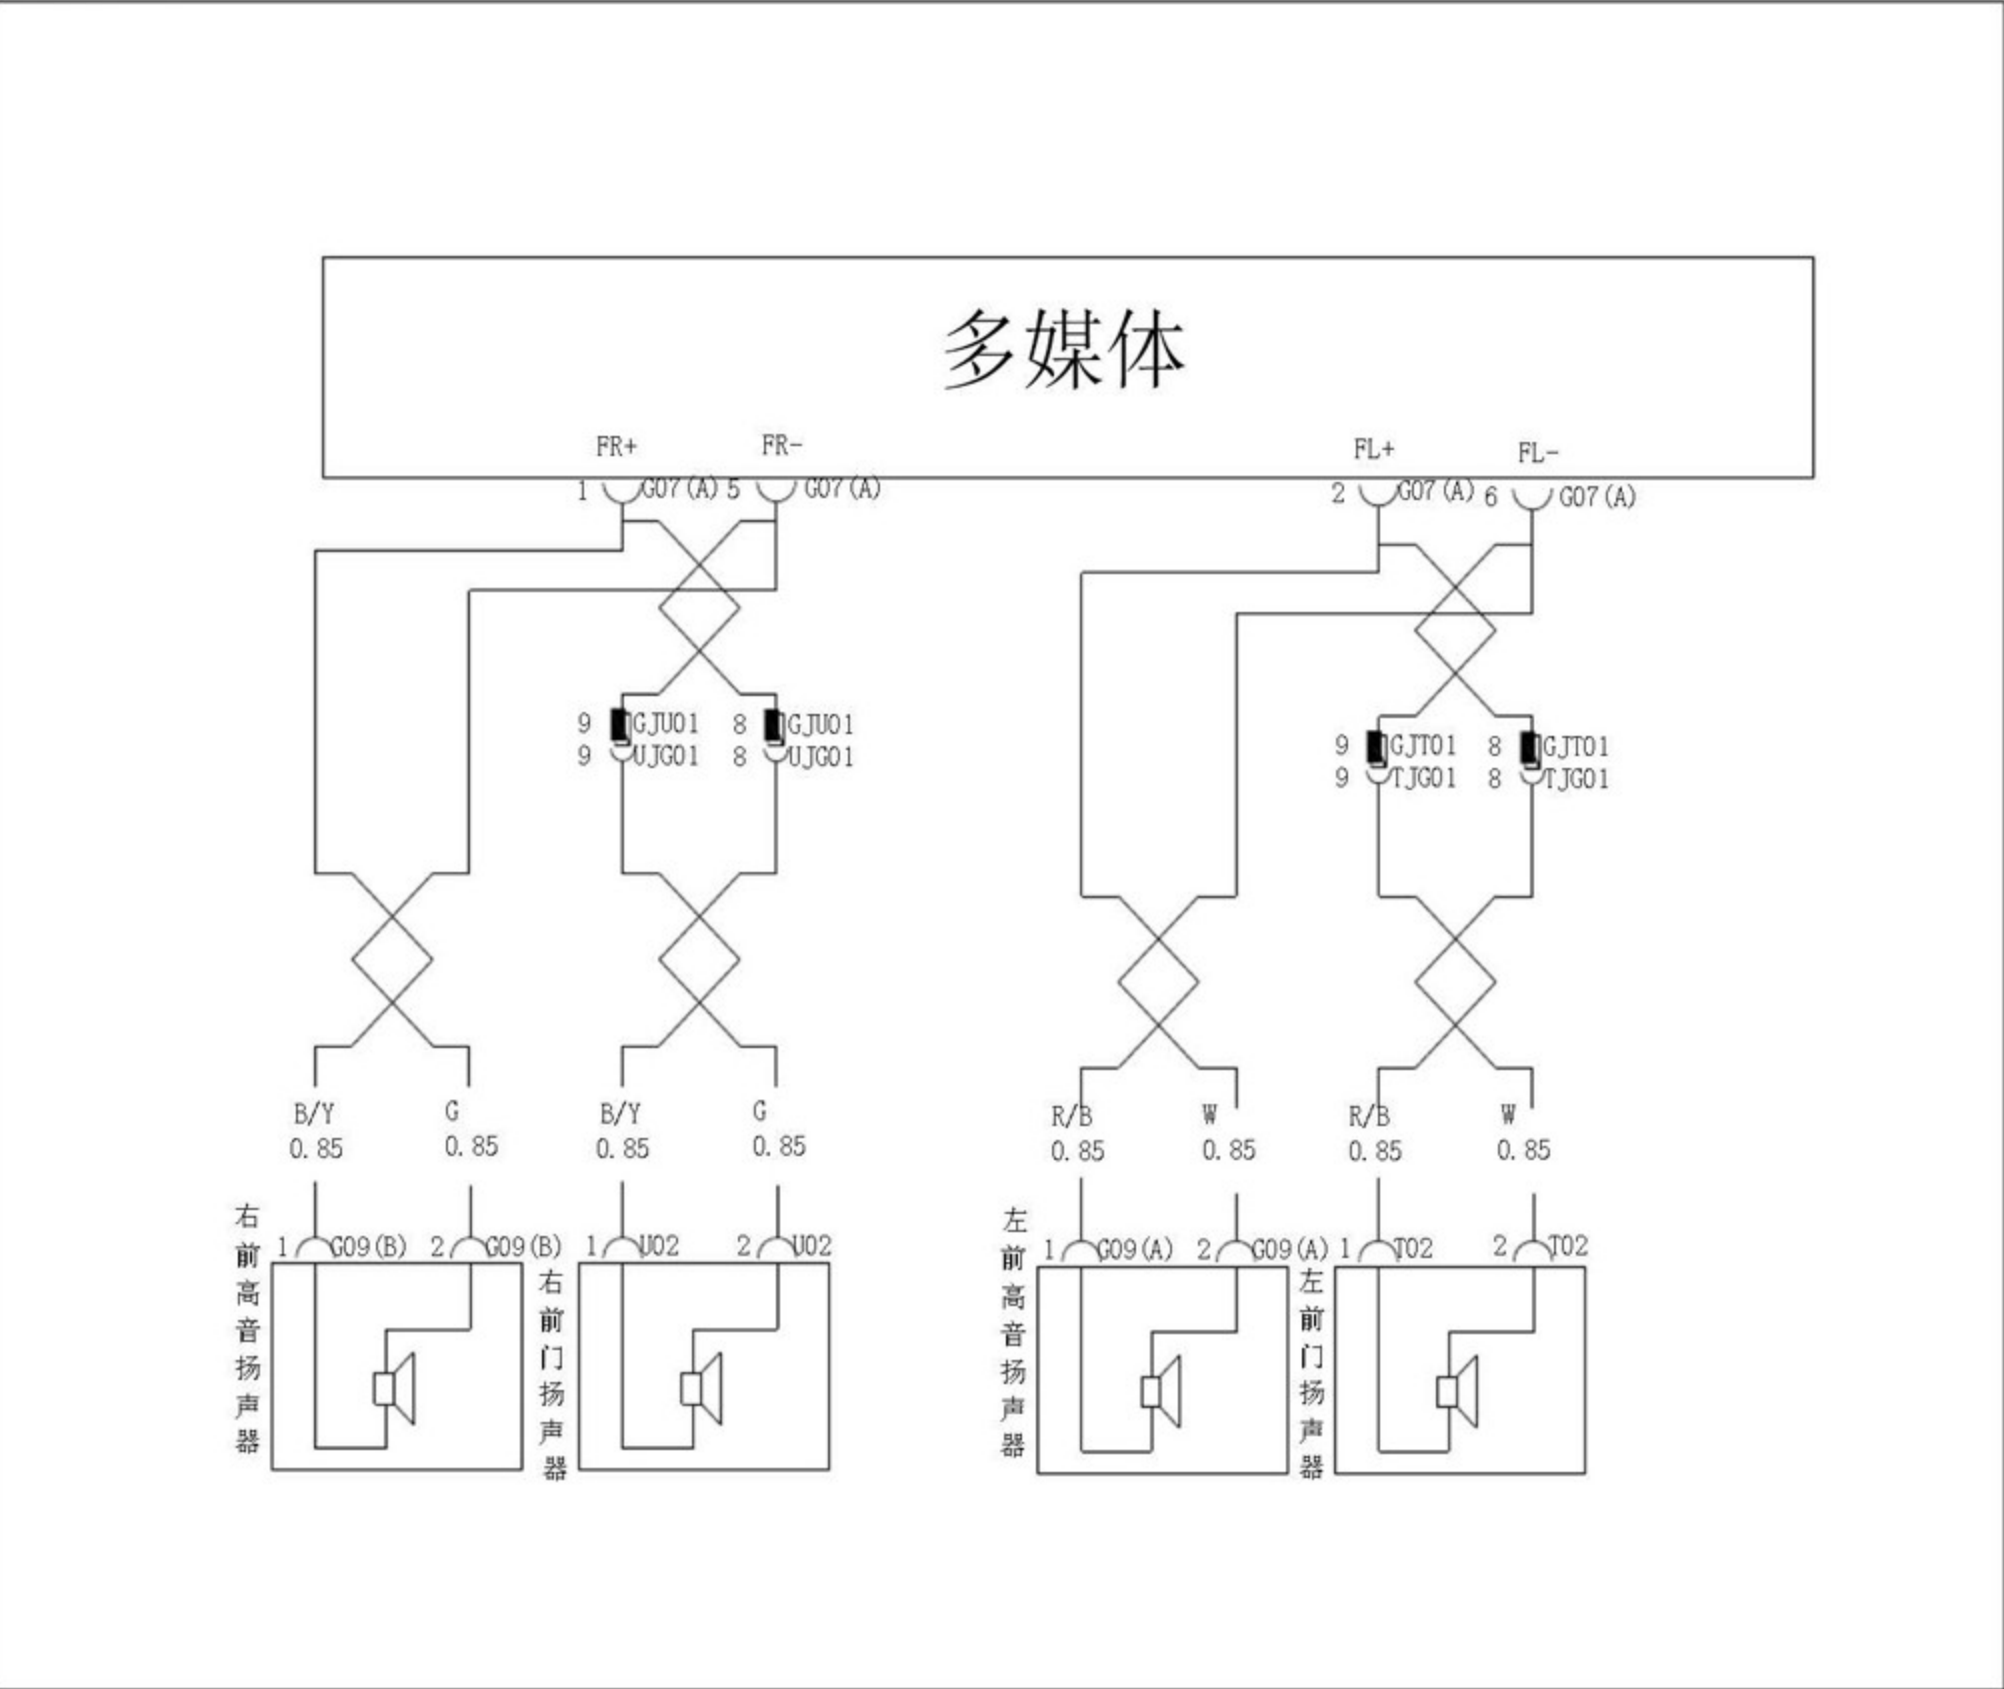 多媒体
FR+ FR- FL+ FL-
1 G07(A) 5 G07(A) 2 G07(A) 6 G07(A)
9 GJU01 8 GJU01 9 GJT01 8 GJT01
9 UJG01 8 UJG01 9 TJG01 8 TJG01
B/Y G B/Y G R/B W R/B W
0.85 0.85 0.85 0.85 0.85 0.85 0.85 0.85
1 G09(B) 2 G09(B) 1 U02 2 U02 1 G09(A) 2 G09(A) 1 T02 2 T02
右前高音扬声器
右前门扬声器
左前高音扬声器
左前门扬声器